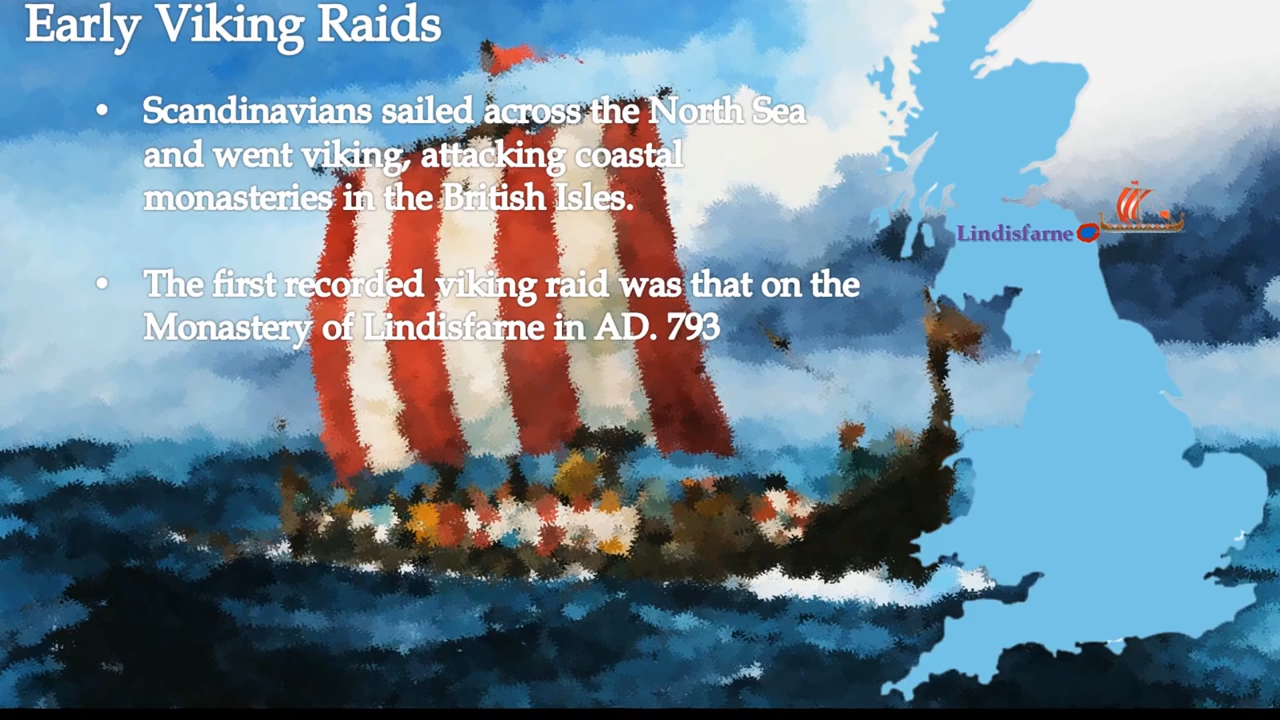 Early Viking Raids
• Scandinavians sailed across the North Sea
and went viking, attacking coastal
monasteries in the British Isles.
Lindisfarne
• The first recorded viking raid was that on the
Monastery of Lindisfarne in AD. 793